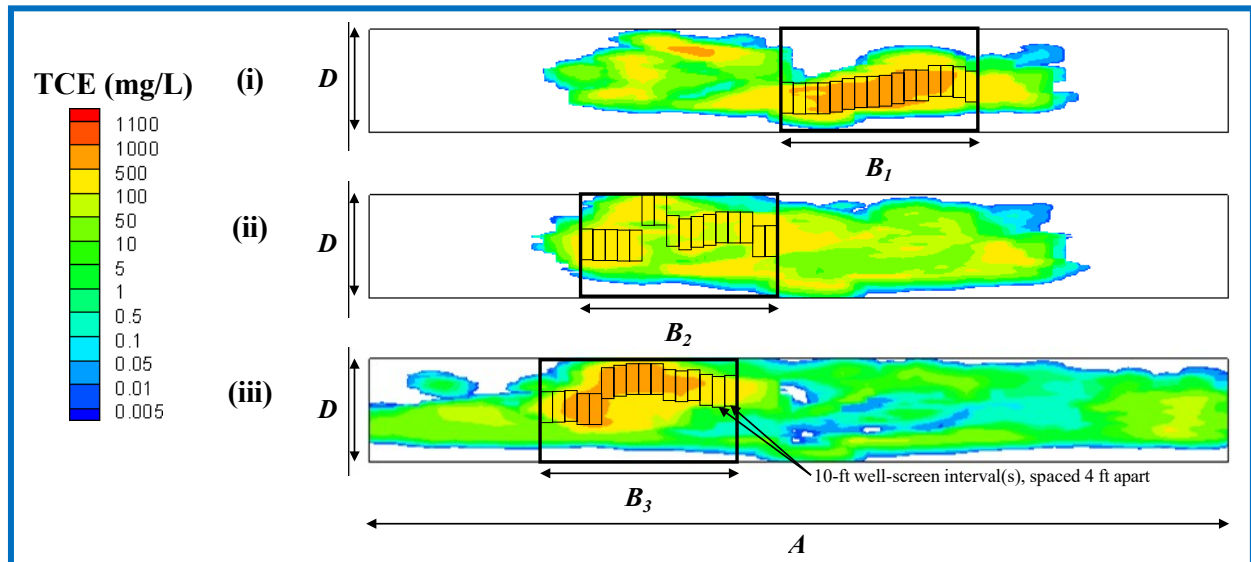 TCE (mg/L)
1100
1000
500
100
50
10
5
1
0.5
0.1
0.05
0.01
0.005
(i)
D
B1
(ii)
D
B2
(iii)
D
10-ft well-screen interval(s), spaced 4 ft apart
B3
A